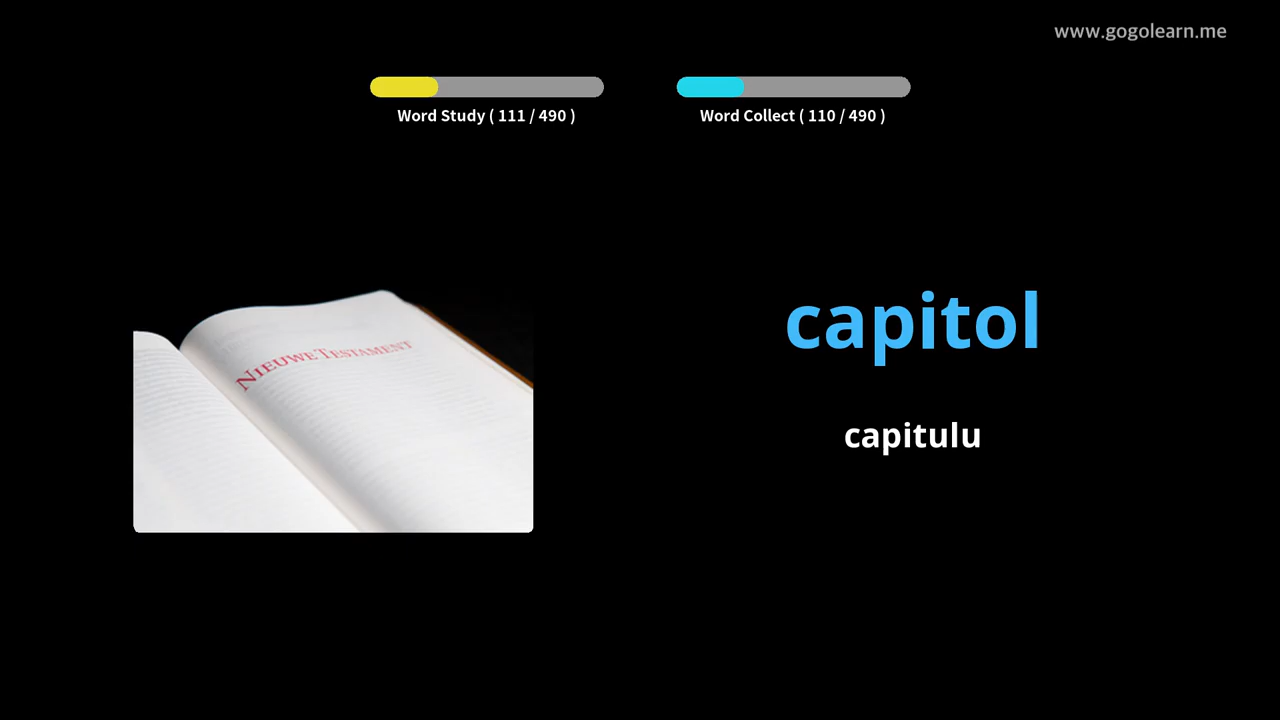 www.gogolearn.me
Word Study ( 111 / 490 )
Word Collect ( 110 / 490 )
NIEUWE TESTAMENT
capitol
capitulu